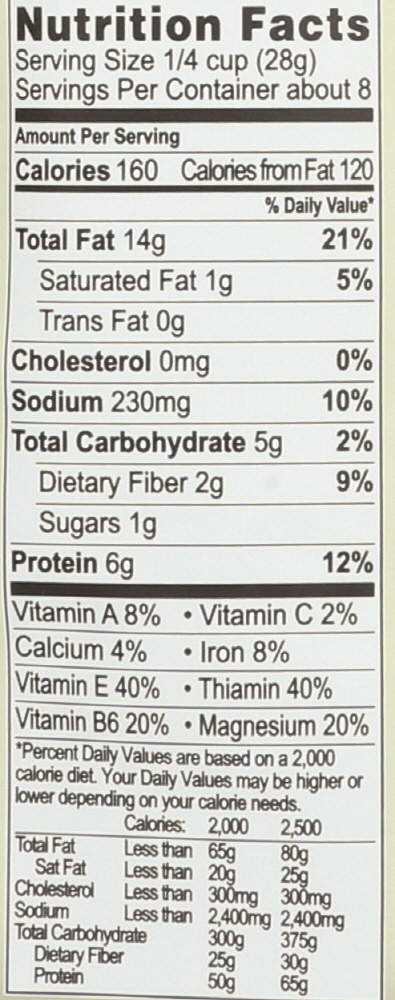 Nutrition Facts
Serving Size 1/4 cup (28g)
Servings Per Container about 8
Amount Per Serving
Calories 160 Calories from Fat 120
% Daily Value*
Total Fat 14g 21%
Saturated Fat 1g 5%
Trans Fat 0g
Cholesterol 0mg 0%
Sodium 230mg 10%
Total Carbohydrate 5g 2%
Dietary Fiber 2g 9%
Sugars 1g
Protein 6g 12%
Vitamin A 8% • Vitamin C 2%
Calcium 4% • Iron 8%
Vitamin E 40% • Thiamin 40%
Vitamin B6 20% • Magnesium 20%
*Percent Daily Values are based on a 2,000
calorie diet. Your Daily Values may be higher or
lower depending on your calorie needs.
Calories: 2,000 2,500
Total Fat Less than 65g 80g
Sat Fat Less than 20g 25g
Cholesterol Less than 300mg 300mg
Sodium Less than 2,400mg 2,400mg
Total Carbohydrate 300g 375g
Dietary Fiber 25g 30g
Protein 50g 65g